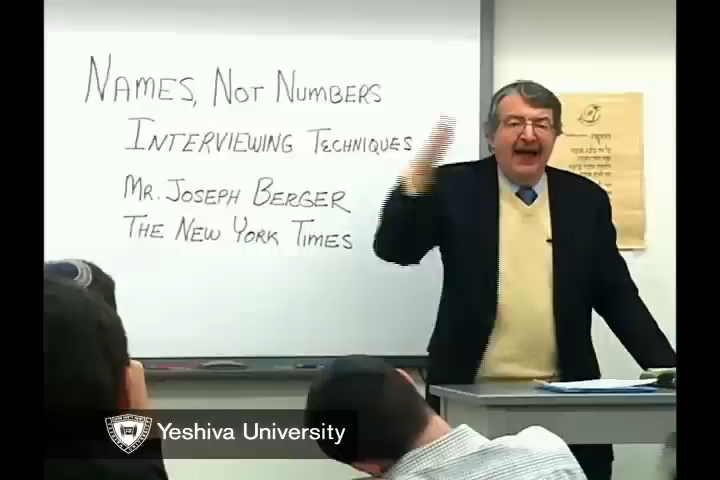 NAMES, NOT NUMBERS
INTERVIEWING TECHNIQUES
MR. JOSEPH BERGER
THE NEW YORK TIMES
Yeshiva University